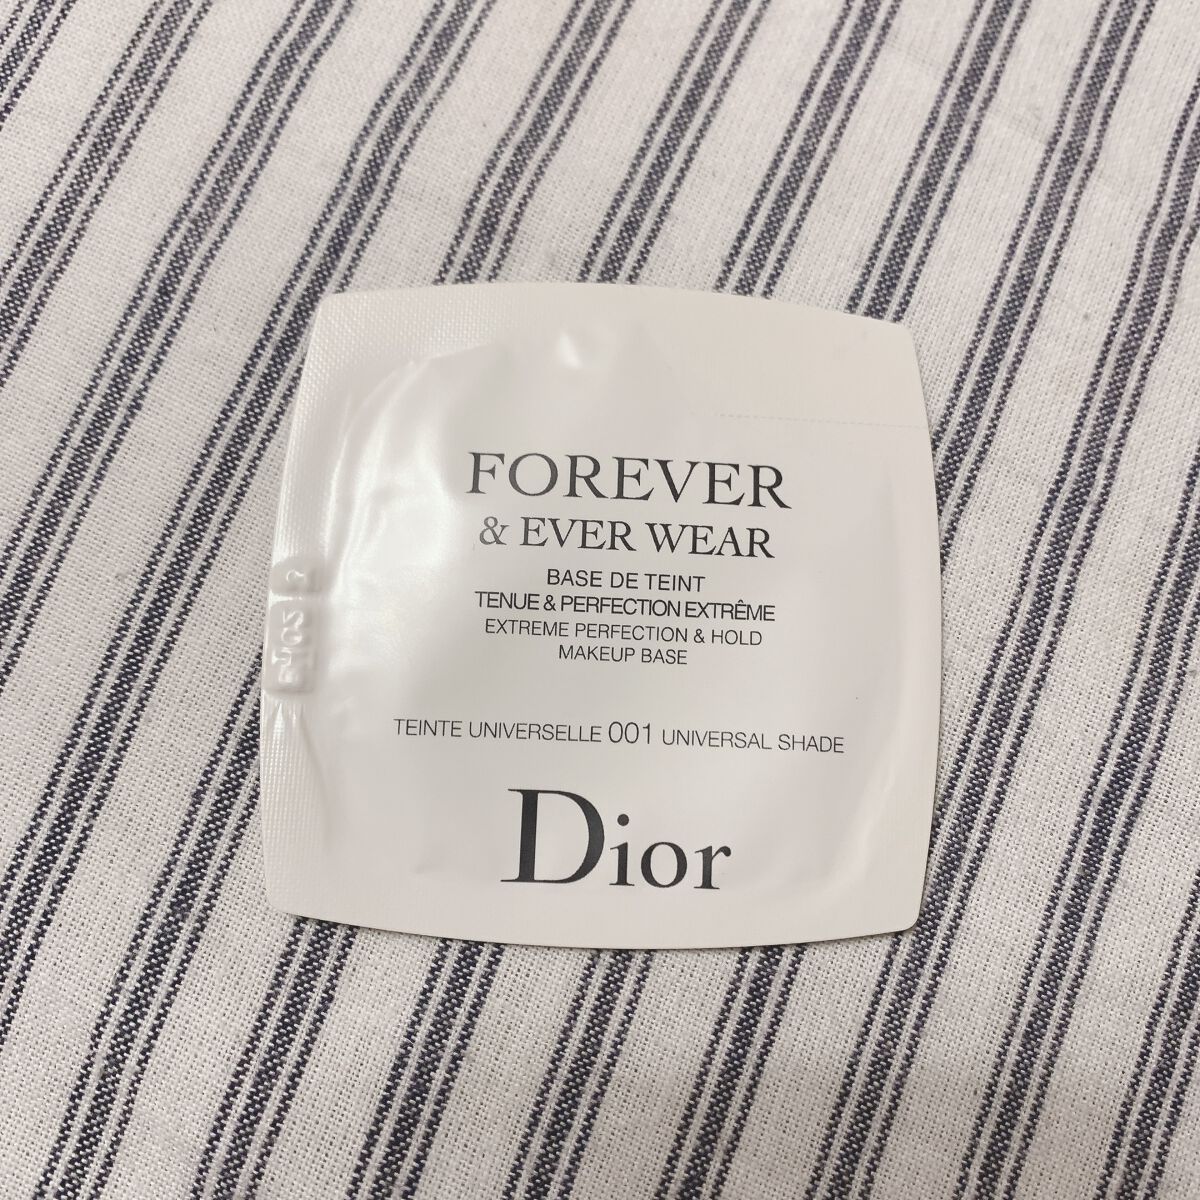 FOREVER
& EVER WEAR
BASE DE TEINT
TENUE & PERFECTION EXTRÊME
EXTREME PERFECTION & HOLD
MAKEUP BASE
TEINTE UNIVERSELLE 001 UNIVERSAL SHADE
Dior